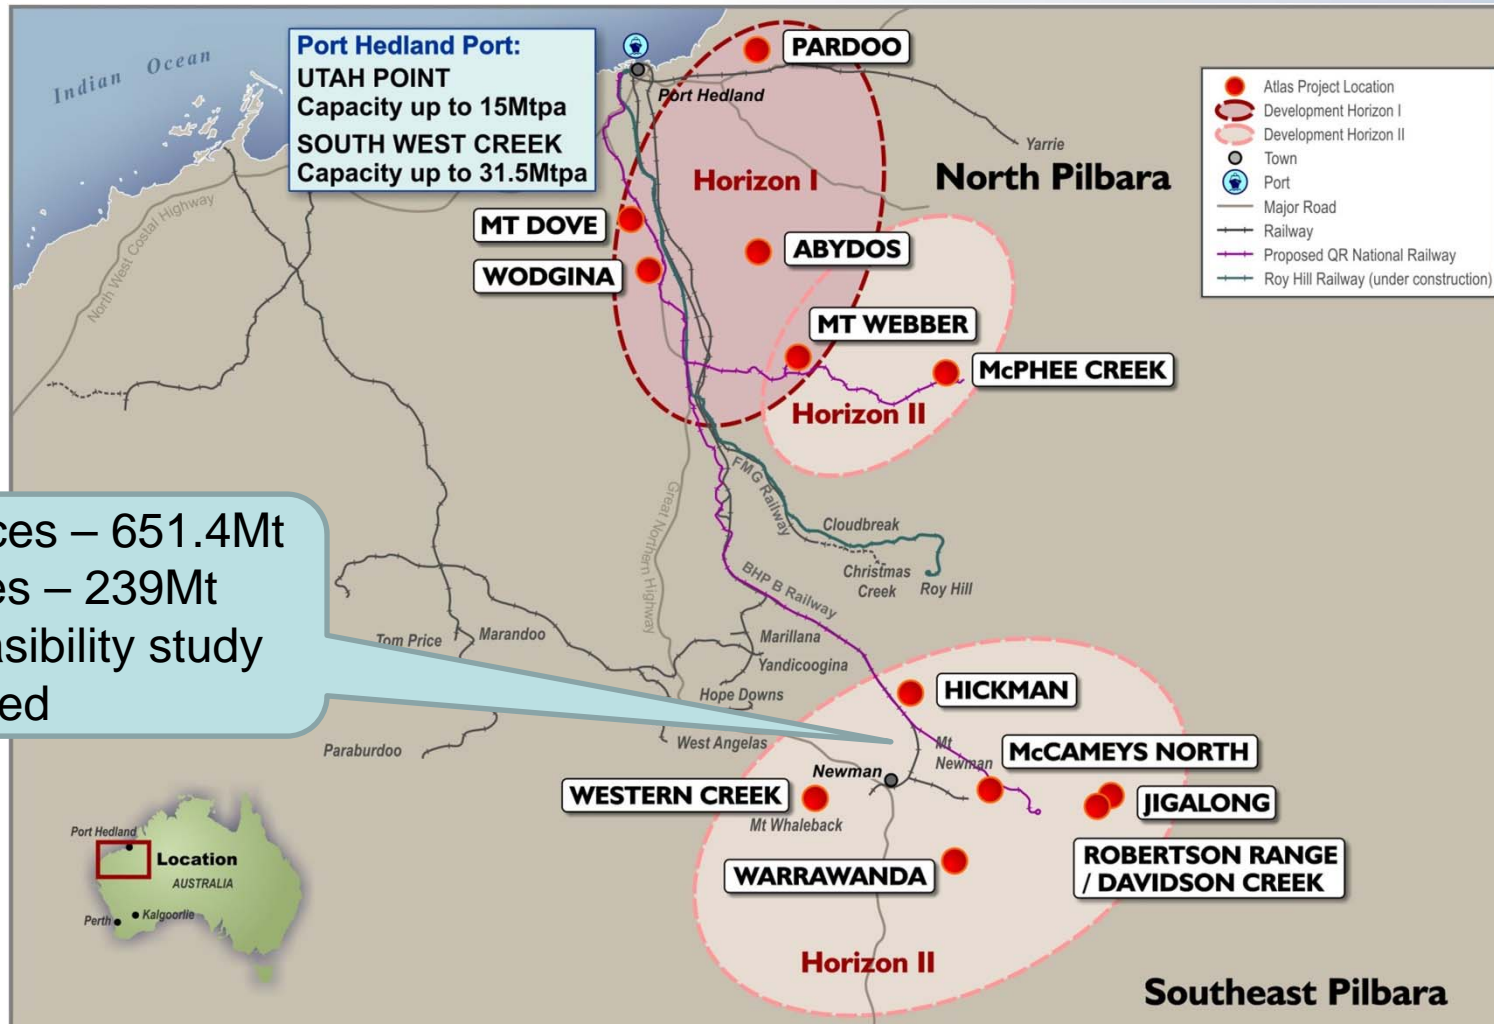 Indian Ocean
Port Hedland Port:
UTAH POINT
Capacity up to 15Mtpa
SOUTH WEST CREEK
Capacity up to 31.5Mtpa
PARDOO
Port Hedland
Yarrie
Atlas Project Location
Development Horizon I
Development Horizon II
Town
Port
Major Road
Railway
Proposed QR National Railway
Roy Hill Railway (under construction)
North Pilbara
Horizon I
North West Costal Highway
MT DOVE
WODGINA
ABYDOS
MT WEBBER
McPHEE CREEK
Horizon II
FMG Railway
Great Northern Highway
Cloudbreak
Christmas
Creek
Roy Hill
BHP B Railway
ces – 651.4Mt
es – 239Mt
asibility study
ed
Tom Price
Marandoo
Marillana
Yandicoogina
Hope Downs
West Angelas
Paraburdoo
HICKMAN
Mt
Newman
McCAMEYS NORTH
Newman
WESTERN CREEK
Mt Whaleback
JIGALONG
WARRAWANDA
ROBERTSON RANGE
/ DAVIDSON CREEK
Horizon II
Southeast Pilbara
Port Hedland
Location
AUSTRALIA
Perth
Kalgoorlie